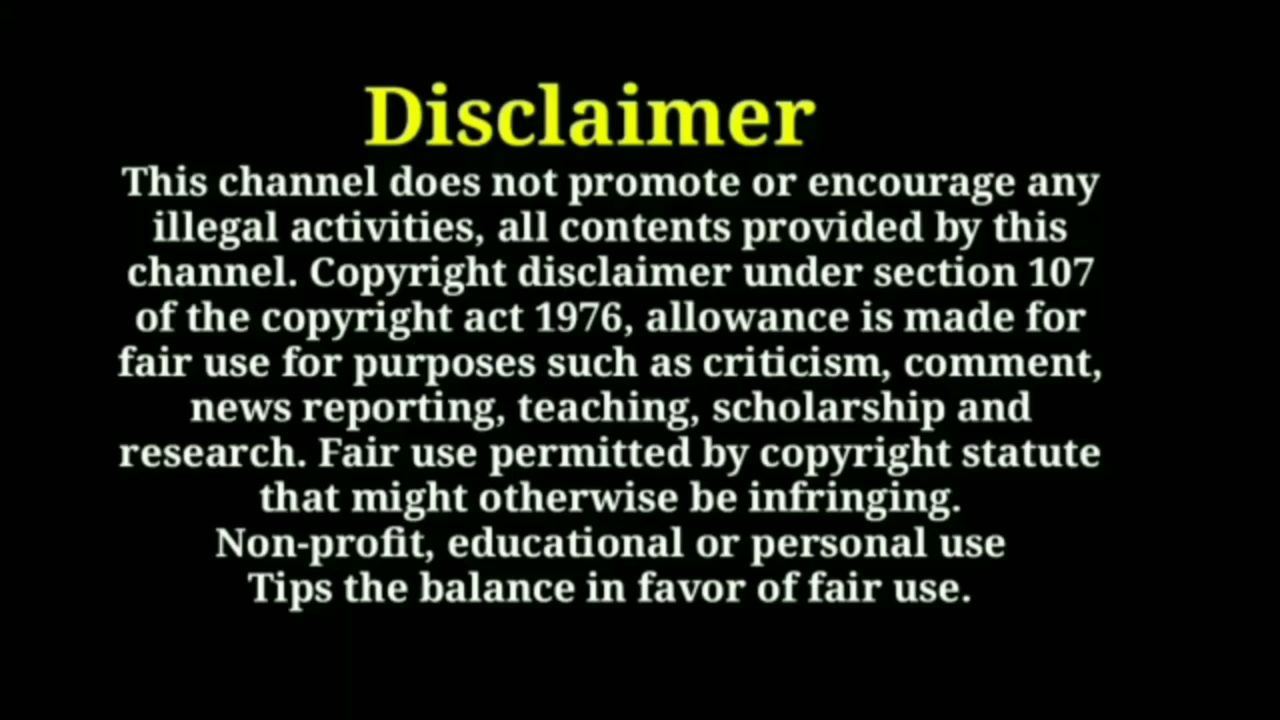 Disclaimer
This channel does not promote or encourage any
illegal activities, all contents provided by this
channel. Copyright disclaimer under section 107
of the copyright act 1976, allowance is made for
fair use for purposes such as criticism, comment,
news reporting, teaching, scholarship and
research. Fair use permitted by copyright statute
that might otherwise be infringing.
Non-profit, educational or personal use
Tips the balance in favor of fair use.